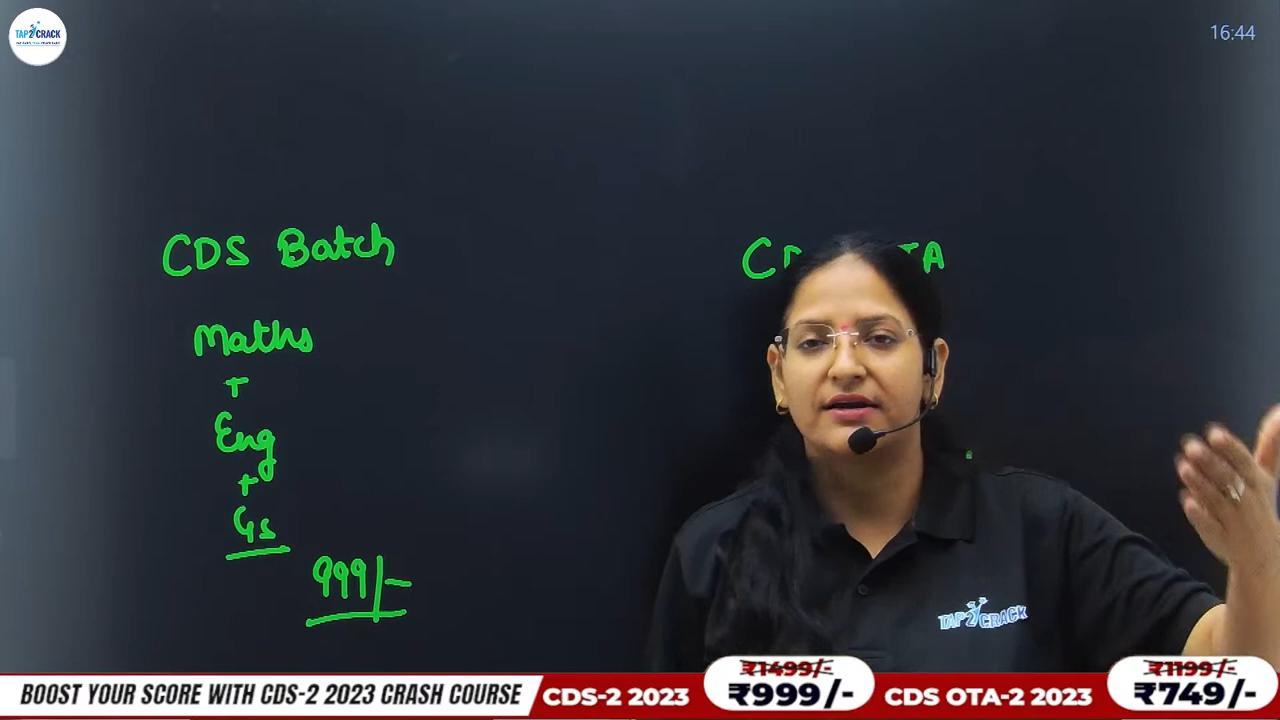 TAP2CRACK
16:44
CDS Batch
Maths
+
Eng
+
GS
999/-
TAP2CRACK
BOOST YOUR SCORE WITH CDS-2 2023 CRASH COURSE
CDS-2 2023
₹1499/-
₹999/-
CDS OTA-2 2023
₹1199/-
₹749/-